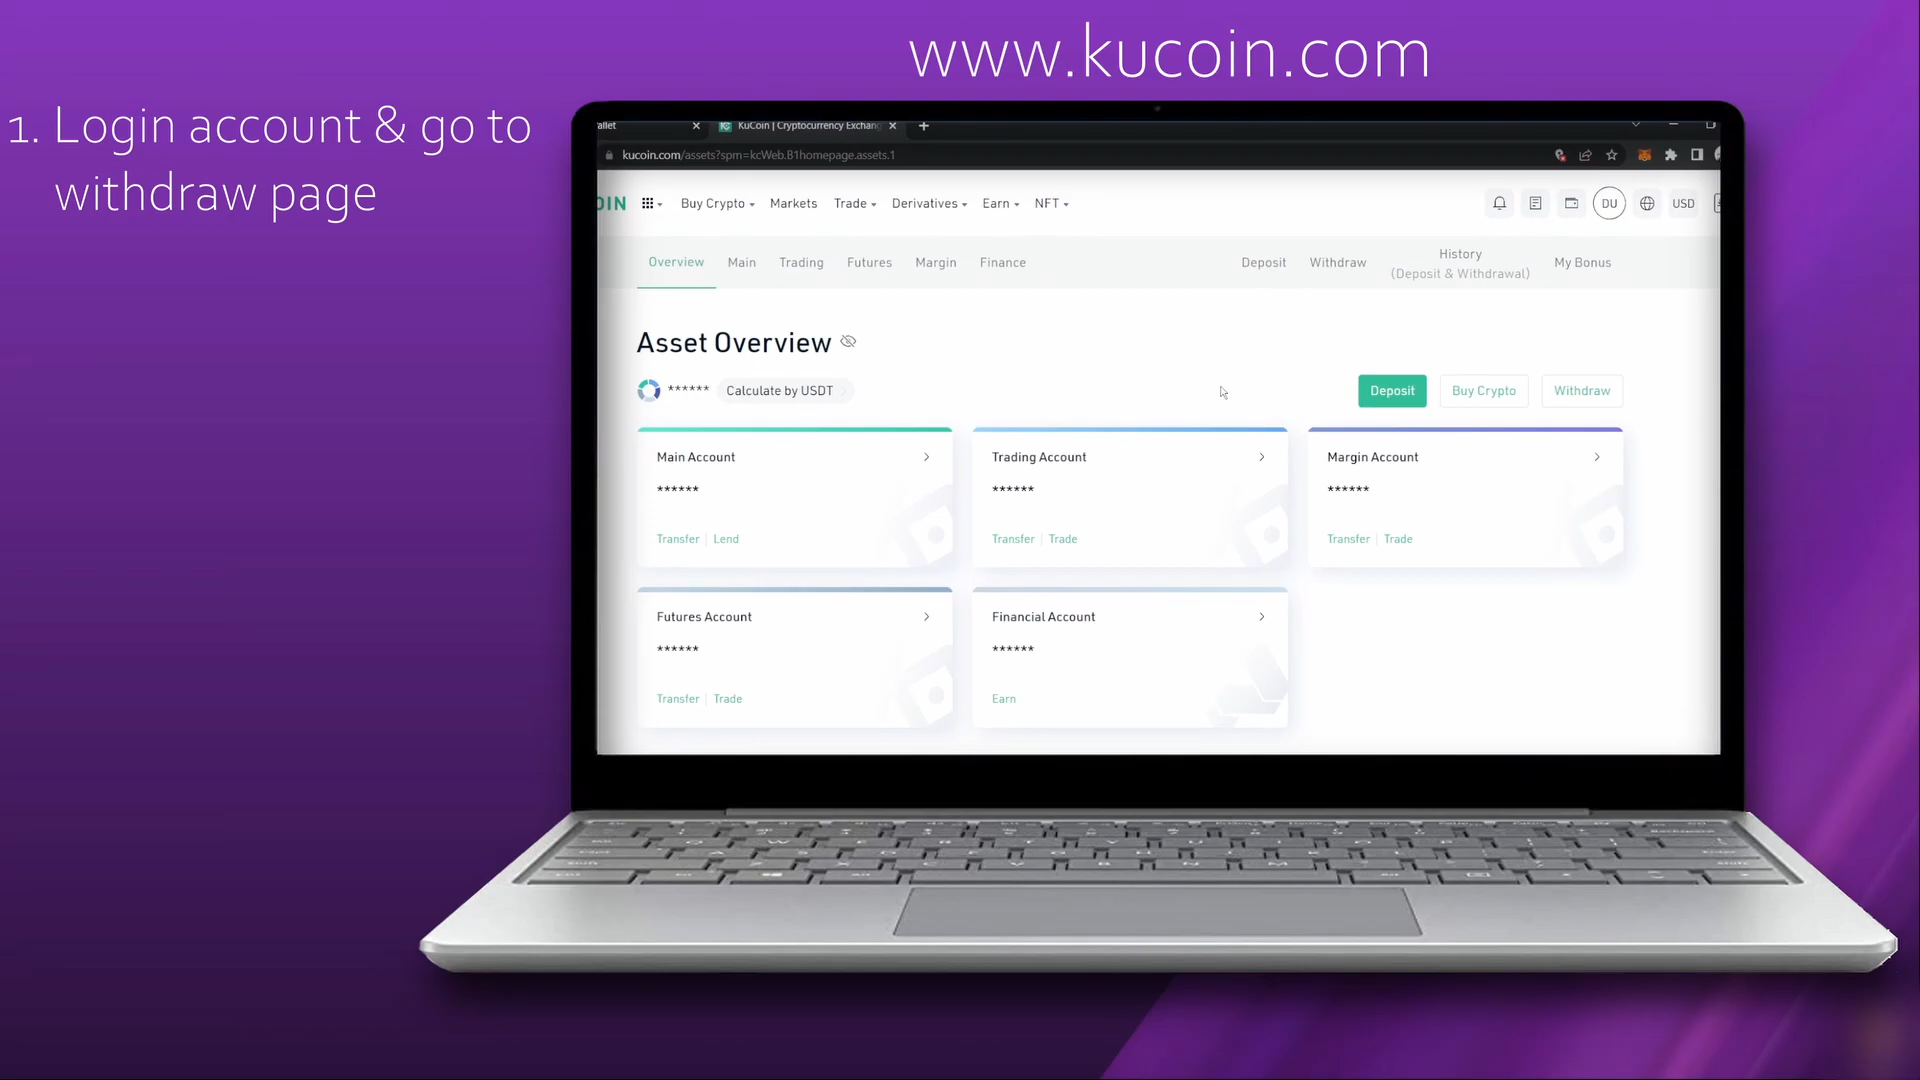 www.kucoin.com
1. Login account & go to
withdraw page
allet
KuCoin | Cryptocurrency Exchang
kucoin.com/assets?spm=kcWeb.B1homepage.assets.1
OIN Buy Crypto Markets Trade Derivatives Earn NFT DU USD
Overview Main Trading Futures Margin Finance Deposit Withdraw History (Deposit & Withdrawal) My Bonus
Asset Overview
****** Calculate by USDT Deposit Buy Crypto Withdraw
Main Account
******
Transfer | Lend
Trading Account
******
Transfer | Trade
Margin Account
******
Transfer | Trade
Futures Account
******
Transfer | Trade
Financial Account
******
Earn